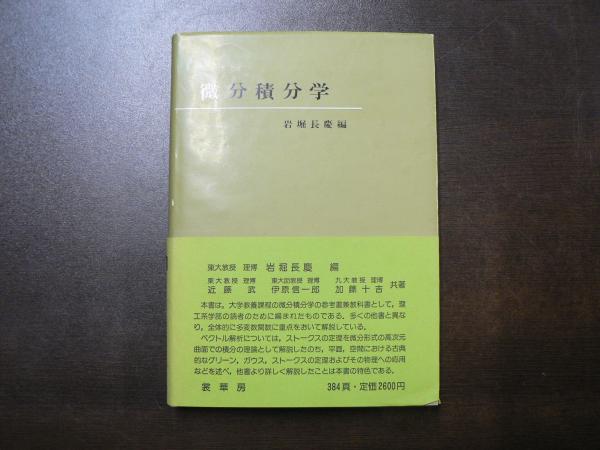 微分積分学
岩堀長慶編
東大教授 理博 岩堀長慶 編
東大教授 理博 東大助教授 理博 九大教授 理博
近藤 武 伊原信一郎 加藤十吉 共著
本書は，大学教養課程の微分積分学の参考書兼教科書として，理
工系学部の読者のために編まれたものである．多くの他書と異な
り，全体的に多変数関数に重点をおいて解説している．
ベクトル解析については，ストークスの定理を微分形式の高次元
曲面での積分の理論として解説したのち，平面，空間における古典
的なグリーン，ガウス，ストークスの定理およびその物理への応用
などを述べ，他書より詳しく解説したことは本書の特色である．
裳華房 384頁・定価2600円